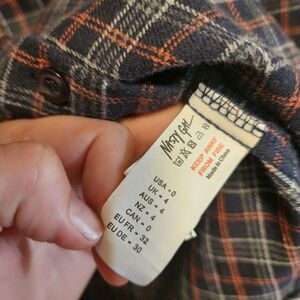 NASTY GAL
KEEP AWAY
FROM FIRE
Made in China
USA - 0
UK - 4
AUS - 4
NZ - 4
CAN - 0
EU FR - 32
EU DE - 30